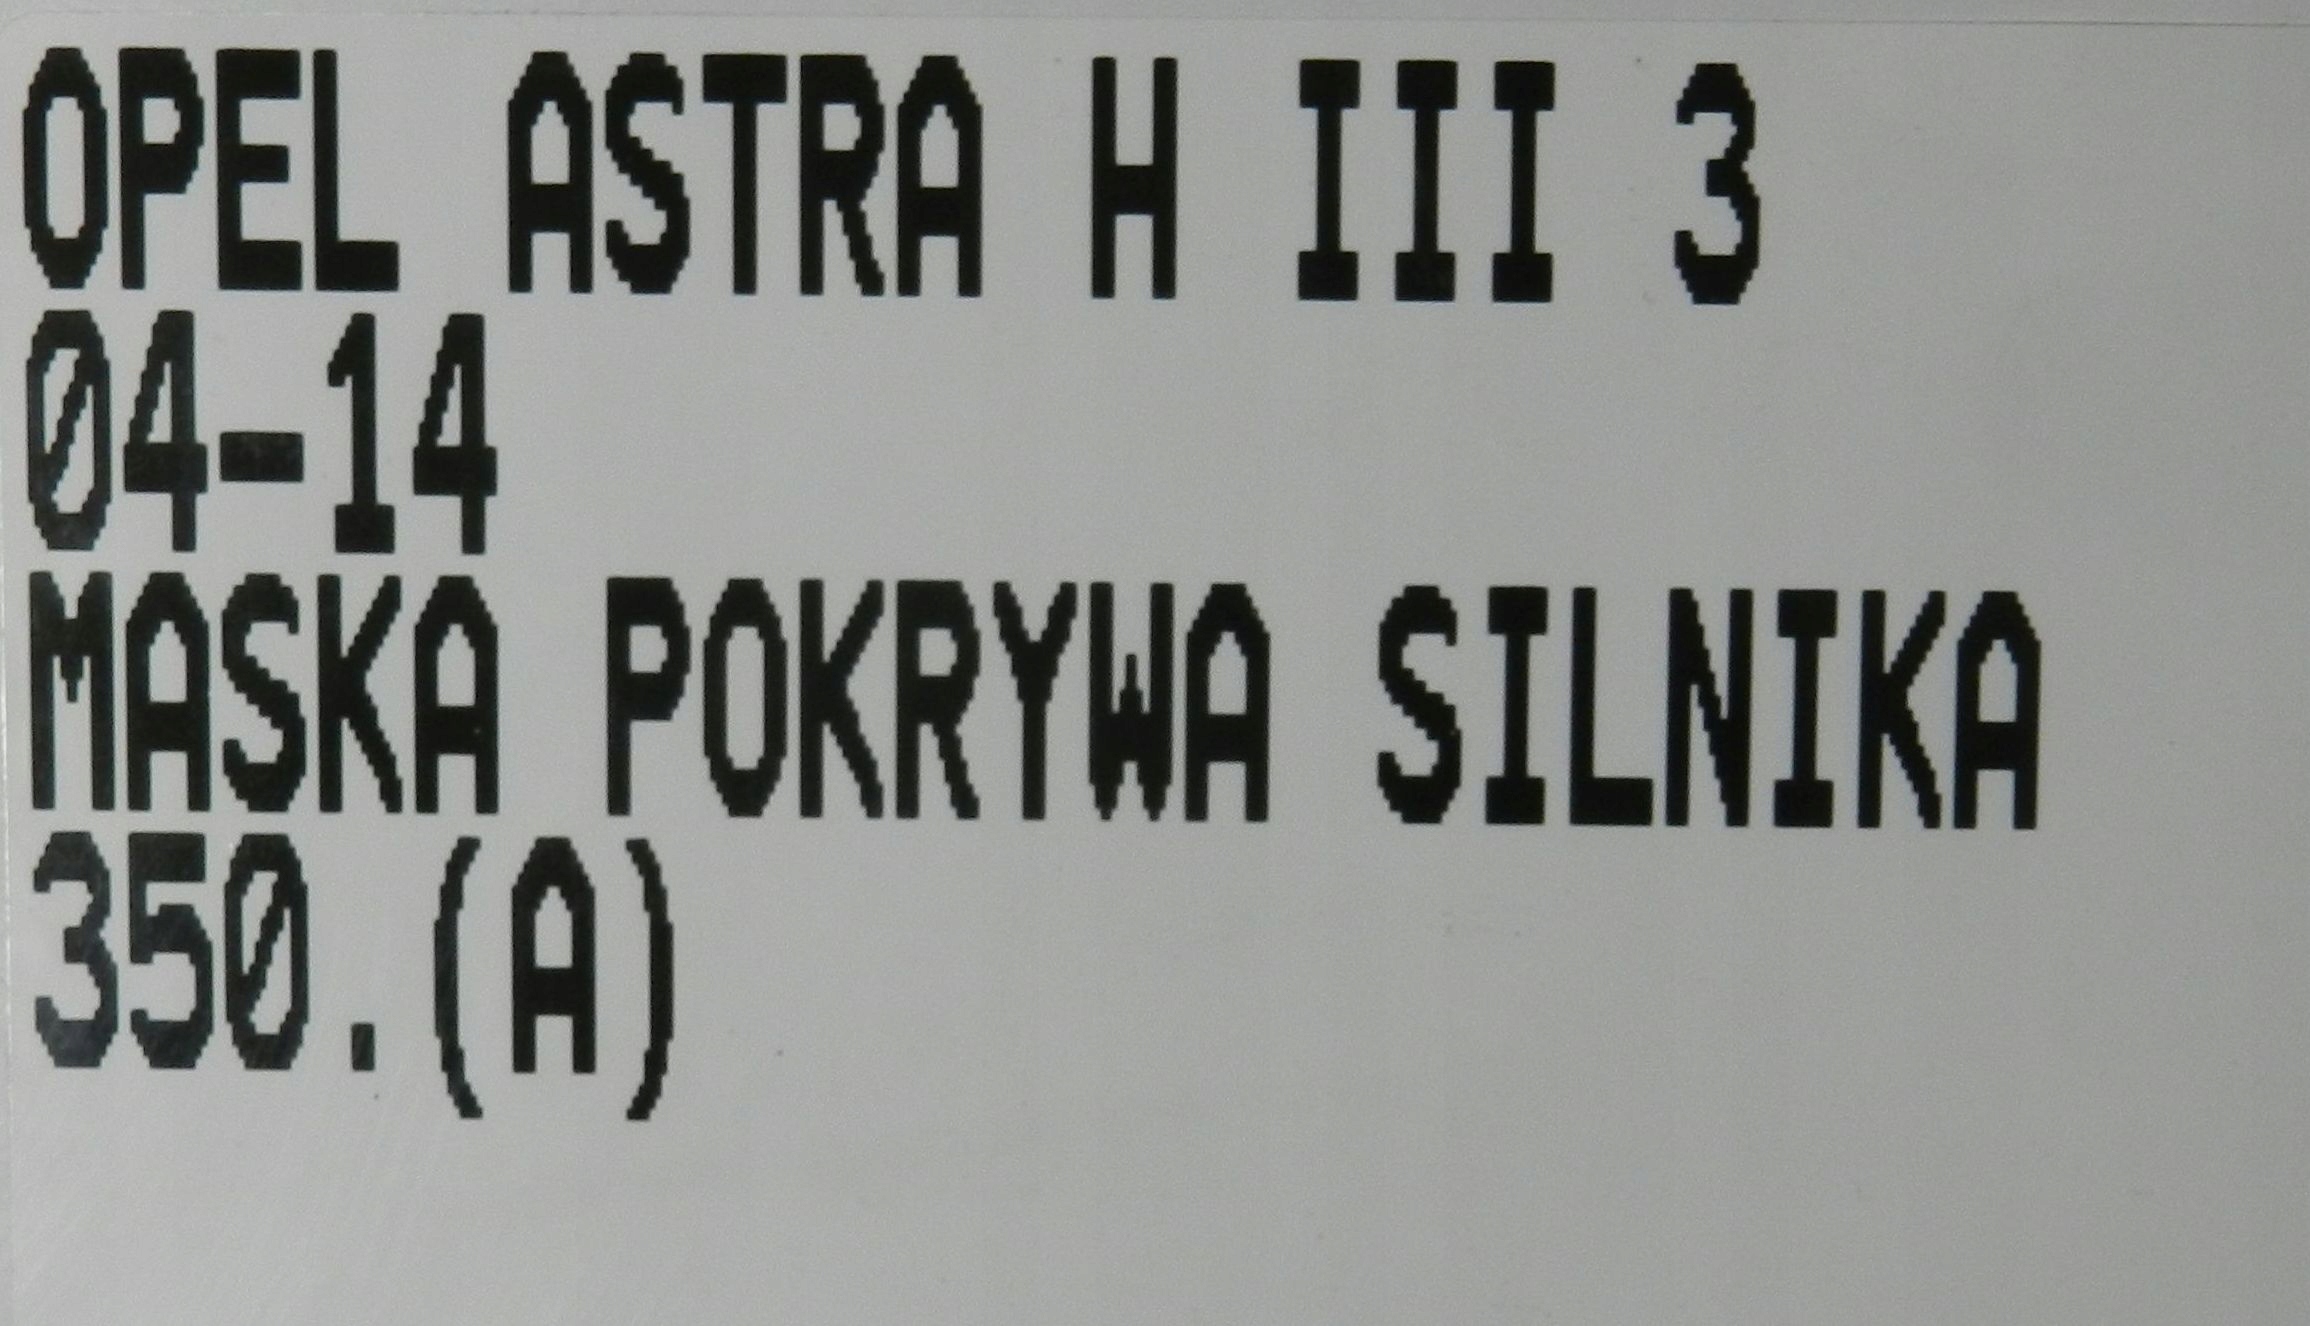 OPEL ASTRA H III 3
04-14
MASKA POKRYWA SILNIKA
350.(A)